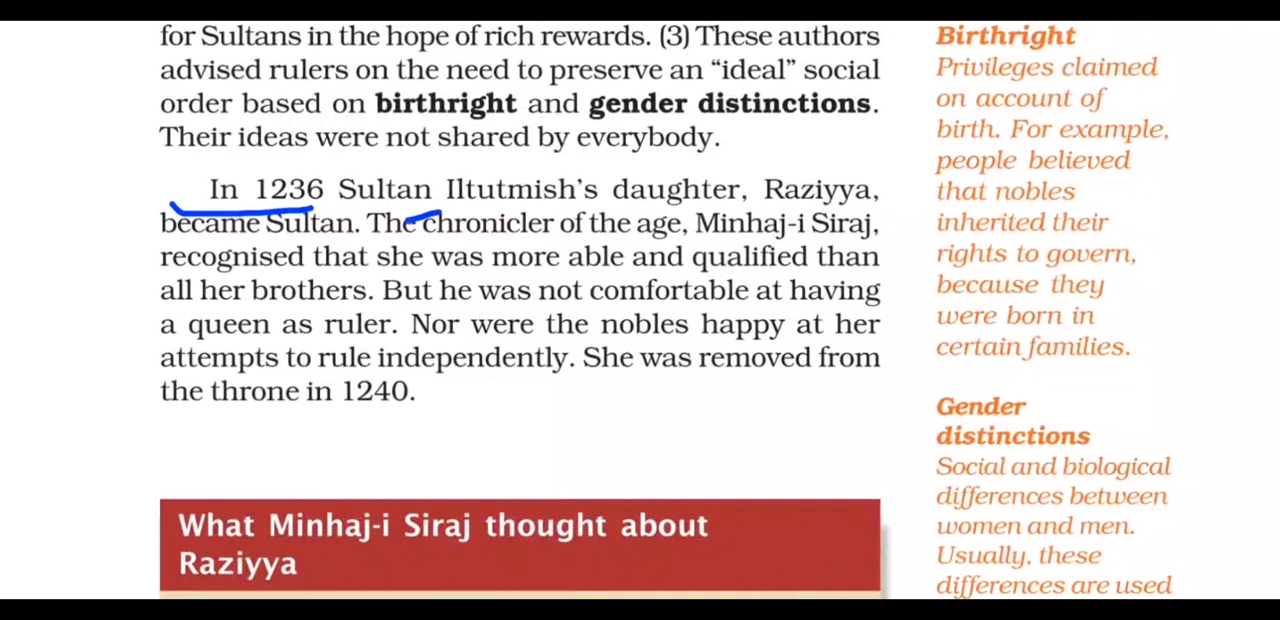 for Sultans in the hope of rich rewards. (3) These authors
advised rulers on the need to preserve an “ideal” social
order based on birthright and gender distinctions.
Their ideas were not shared by everybody.
In 1236 Sultan Iltutmish’s daughter, Raziyya,
became Sultan. The chronicler of the age, Minhaj-i Siraj,
recognised that she was more able and qualified than
all her brothers. But he was not comfortable at having
a queen as ruler. Nor were the nobles happy at her
attempts to rule independently. She was removed from
the throne in 1240.
What Minhaj-i Siraj thought about
Raziyya
Birthright
Privileges claimed
on account of
birth. For example,
people believed
that nobles
inherited their
rights to govern,
because they
were born in
certain families.
Gender
distinctions
Social and biological
differences between
women and men.
Usually, these
differences are used